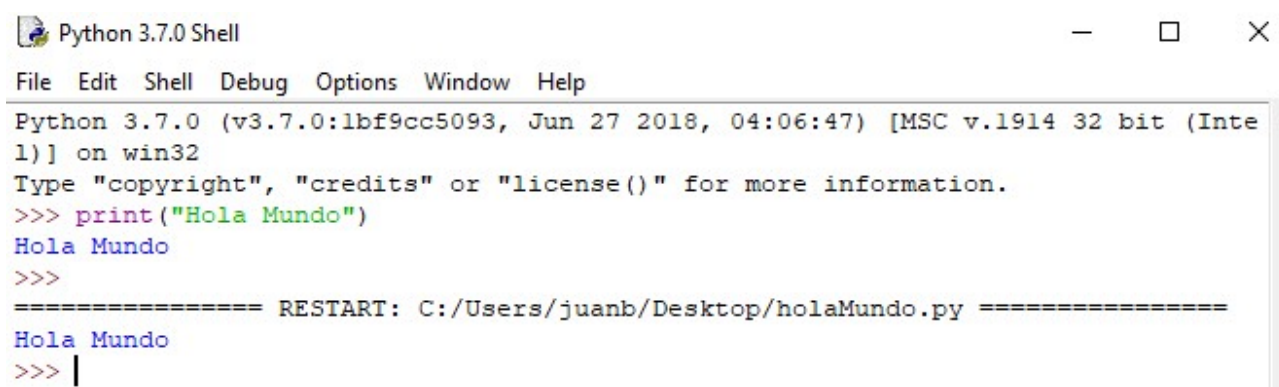 Python 3.7.0 Shell
File Edit Shell Debug Options Window Help
Python 3.7.0 (v3.7.0:1bf9cc5093, Jun 27 2018, 04:06:47) [MSC v.1914 32 bit (Inte
l)] on win32
Type "copyright", "credits" or "license()" for more information.
>>> print("Hola Mundo")
Hola Mundo
>>>
================ RESTART: C:/Users/juanb/Desktop/holaMundo.py ================
Hola Mundo
>>>